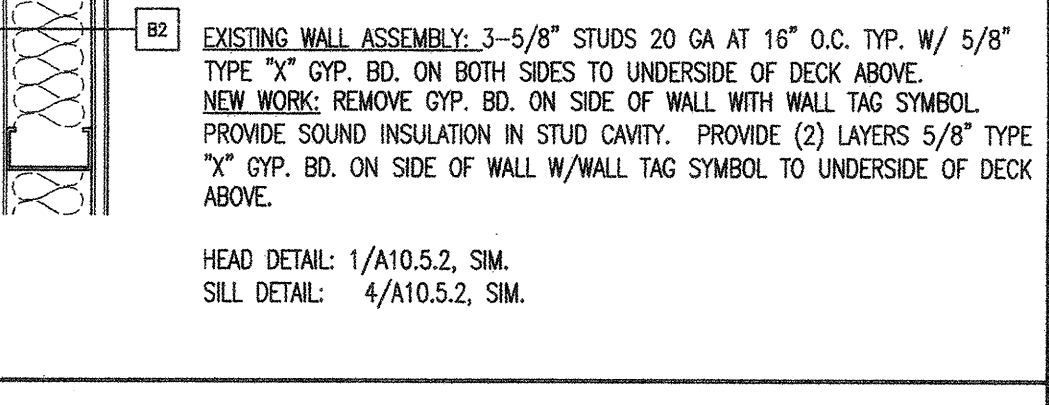 B2
EXISTING WALL ASSEMBLY: 3-5/8" STUDS 20 GA AT 16" O.C. TYP. W/ 5/8"
TYPE "X" GYP. BD. ON BOTH SIDES TO UNDERSIDE OF DECK ABOVE.
NEW WORK: REMOVE GYP. BD. ON SIDE OF WALL WITH WALL TAG SYMBOL.
PROVIDE SOUND INSULATION IN STUD CAVITY. PROVIDE (2) LAYERS 5/8" TYPE
"X" GYP. BD. ON SIDE OF WALL W/WALL TAG SYMBOL TO UNDERSIDE OF DECK
ABOVE.
HEAD DETAIL: 1/A10.5.2, SIM.
SILL DETAIL: 4/A10.5.2, SIM.